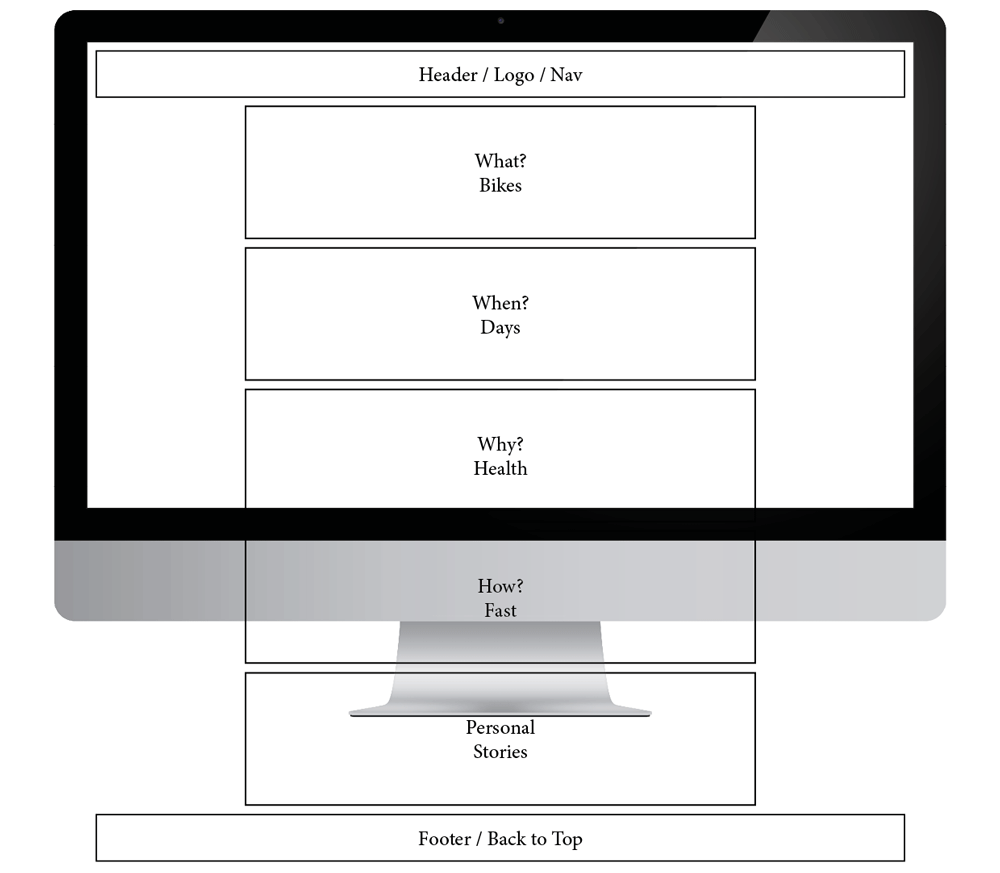 Header / Logo / Nav
What?
Bikes
When?
Days
Why?
Health
How?
Fast
Personal
Stories
Footer / Back to Top